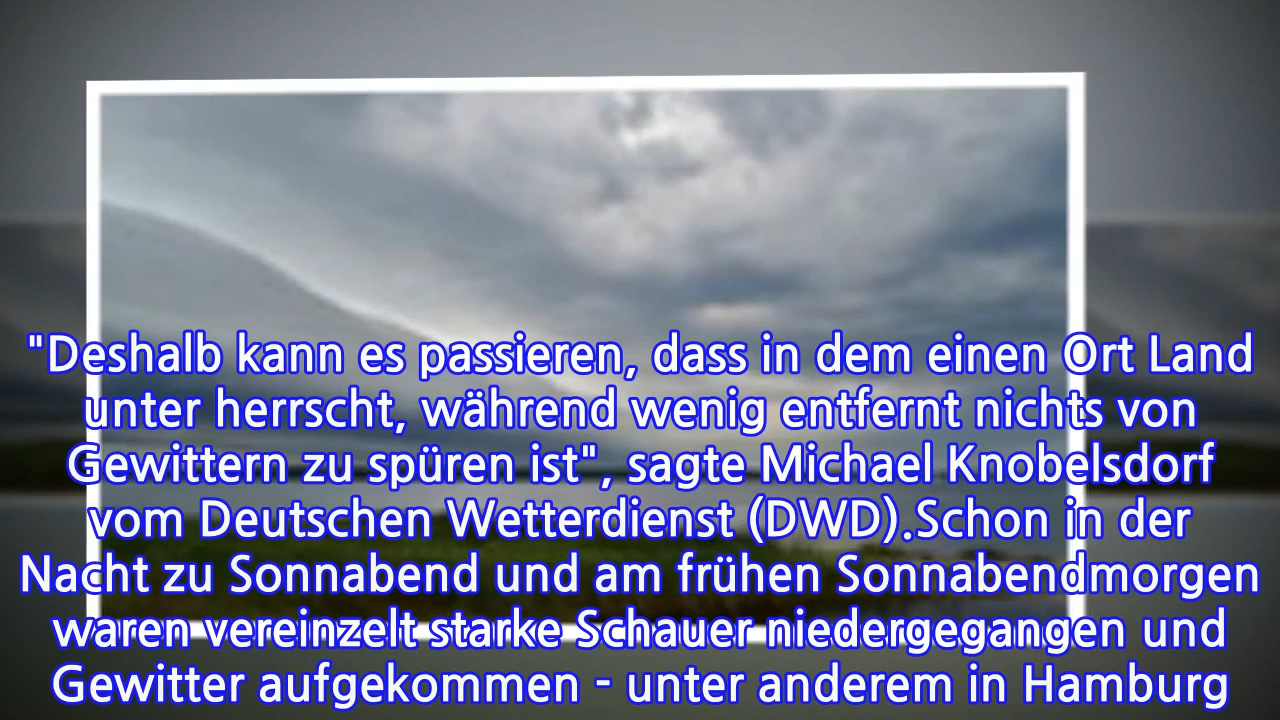 "Deshalb kann es passieren, dass in dem einen Ort Land
unter herrscht, während wenig entfernt nichts von
Gewittern zu spüren ist", sagte Michael Knobelsdorf
vom Deutschen Wetterdienst (DWD).Schon in der
Nacht zu Sonnabend und am frühen Sonnabendmorgen
waren vereinzelt starke Schauer niedergegangen und
Gewitter aufgekommen - unter anderem in Hamburg